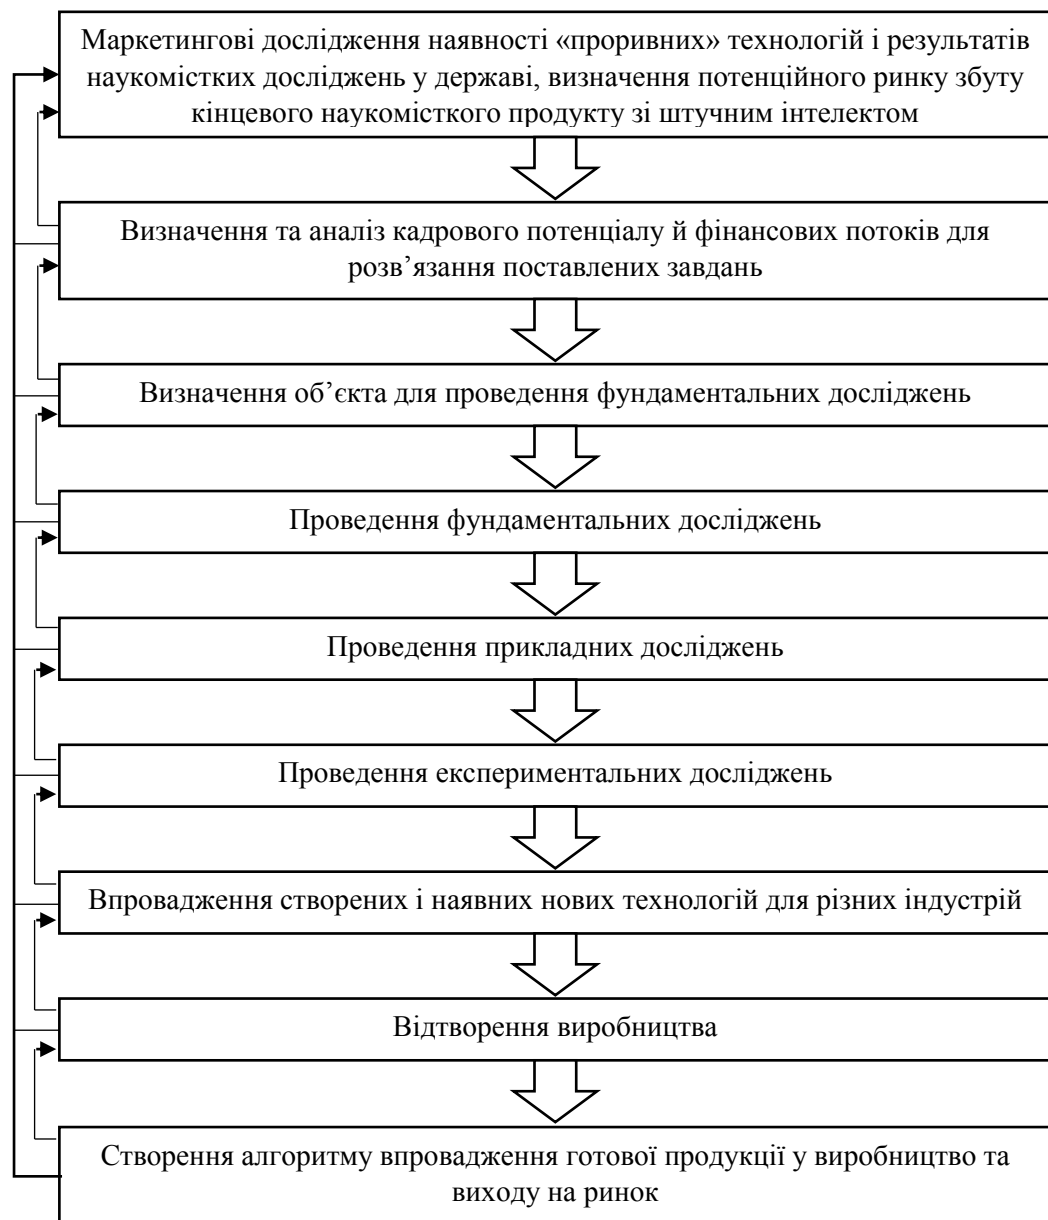 Маркетингові дослідження наявності «проривних» технологій і результатів
наукомістких досліджень у державі, визначення потенційного ринку збуту
кінцевого наукомісткого продукту зі штучним інтелектом
Визначення та аналіз кадрового потенціалу й фінансових потоків для
розв’язання поставлених завдань
Визначення об’єкта для проведення фундаментальних досліджень
Проведення фундаментальних досліджень
Проведення прикладних досліджень
Проведення експериментальних досліджень
Впровадження створених і наявних нових технологій для різних індустрій
Відтворення виробництва
Створення алгоритму впровадження готової продукції у виробництво та
виходу на ринок